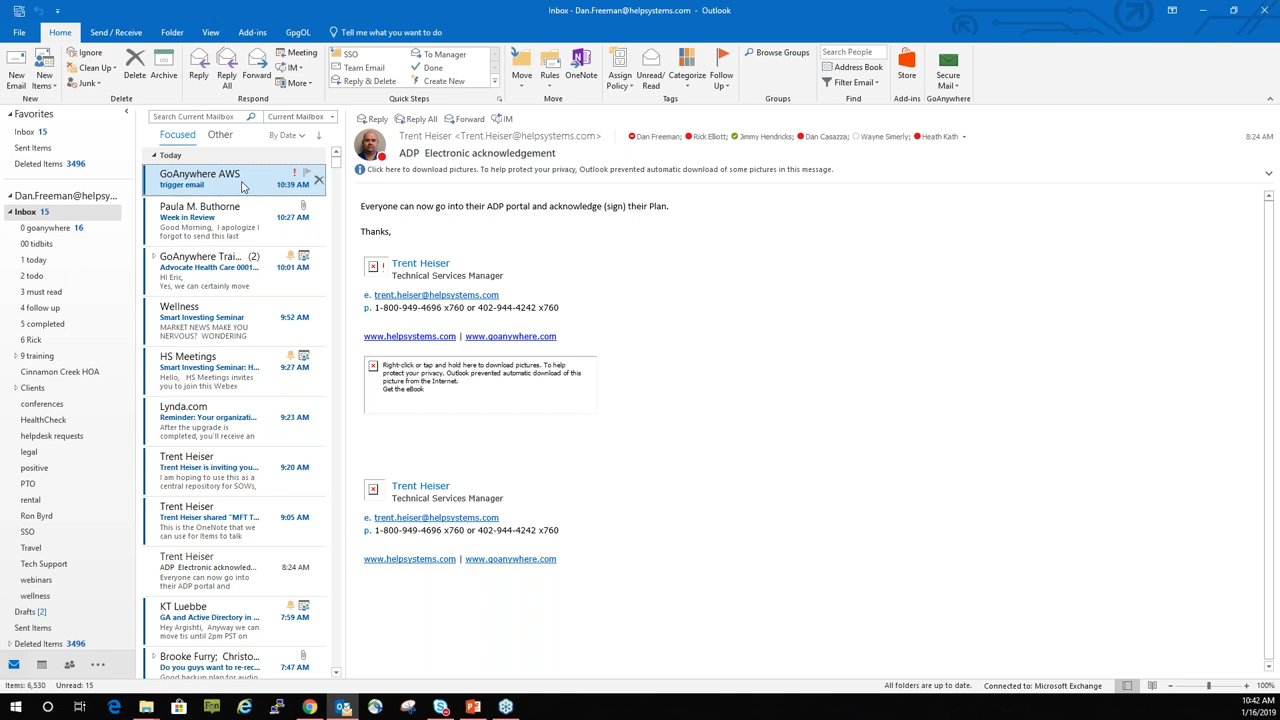 Inbox - Dan.Freeman@helpsystems.com - Outlook
File Home Send / Receive Folder View Add-ins GpgOL Tell me what you want to do
New Email
New Items
Ignore
Clean Up
Junk
Delete
Archive
Reply
Reply All
Forward
Meeting
IM
More
SSO
Team Email
Reply & Delete
To Manager
Done
Create New
Move
Rules
OneNote
Assign Policy
Unread/ Read
Categorize
Follow Up
Browse Groups
Search People
Address Book
Filter Email
Store
Secure Mail
New Delete Respond Quick Steps Move Tags Groups Find Add-ins GoAnywhere
Favorites
Inbox 15
Sent Items
Deleted Items 3496
Dan.Freeman@helpsy...
Inbox 15
0 goanywhere 16
00 tidbits
1 today
2 todo
3 must read
4 follow up
5 completed
6 Rick
9 training
Cinnamon Creek HOA
Clients
conferences
HealthCheck
helpdesk requests
legal
positive
PTO
rental
Ron Byrd
SSO
Travel
Tech Support
webinars
wellness
Drafts [2]
Sent Items
Deleted Items 3496
Search Current Mailbox Current Mailbox
Focused Other By Date
Today
GoAnywhere AWS
trigger email 10:39 AM
Paula M. Buthorne
Week in Review 10:27 AM
Good Morning, I apologize I
forgot to send this last
GoAnywhere Trai... (2)
Advocate Health Care 0001... 10:01 AM
HI Eric,
Yes, we can certainly move
Wellness
Smart Investing Seminar 9:52 AM
MARKET NEWS MAKE YOU
NERVOUS? WONDERING
HS Meetings
Smart Investing Seminar: H... 9:27 AM
Hello, HS Meetings invites
you to join this Webex
Lynda.com
Reminder: Your organizati... 9:23 AM
After the upgrade is
completed, you'll receive an
Trent Heiser
Trent Heiser is inviting you... 9:20 AM
I am hoping to use this as a
central repository for SOWs,
Trent Heiser
Trent Heiser shared "MFT T... 9:05 AM
This is the OneNote that we
can use for Items to talk
Trent Heiser
ADP Electronic acknowled... 8:24 AM
Everyone can now go into
their ADP portal and
KT Luebbe
GA and Active Directory in ... 7:59 AM
Hey Argishti, Anyway we can
move tis until 2pm PST on
Brooke Furry; Christo...
Do you guys want to re-rec... 7:47 AM
Good backup plan for audio
Reply Reply All Forward IM
Trent Heiser <Trent.Heiser@helpsystems.com> Dan Freeman; Rick Elliott; Jimmy Hendricks; Dan Casazza; Wayne Simerly; Heath Kath 8:24 AM
ADP Electronic acknowledgement
Click here to download pictures. To help protect your privacy, Outlook prevented automatic download of some pictures in this message.
Everyone can now go into their ADP portal and acknowledge (sign) their Plan.
Thanks,
Trent Heiser
Technical Services Manager
e. trent.heiser@helpsystems.com
p. 1-800-949-4696 x760 or 402-944-4242 x760
www.helpsystems.com | www.goanywhere.com
Right-click or tap and hold here to download pictures. To help
protect your privacy, Outlook prevented automatic download of this
picture from the Internet.
Get the eBook
Trent Heiser
Technical Services Manager
e. trent.heiser@helpsystems.com
p. 1-800-949-4696 x760 or 402-944-4242 x760
www.helpsystems.com | www.goanywhere.com
Items: 6,530 Unread: 15 All folders are up to date. Connected to: Microsoft Exchange 100%
10:42 AM
1/16/2019